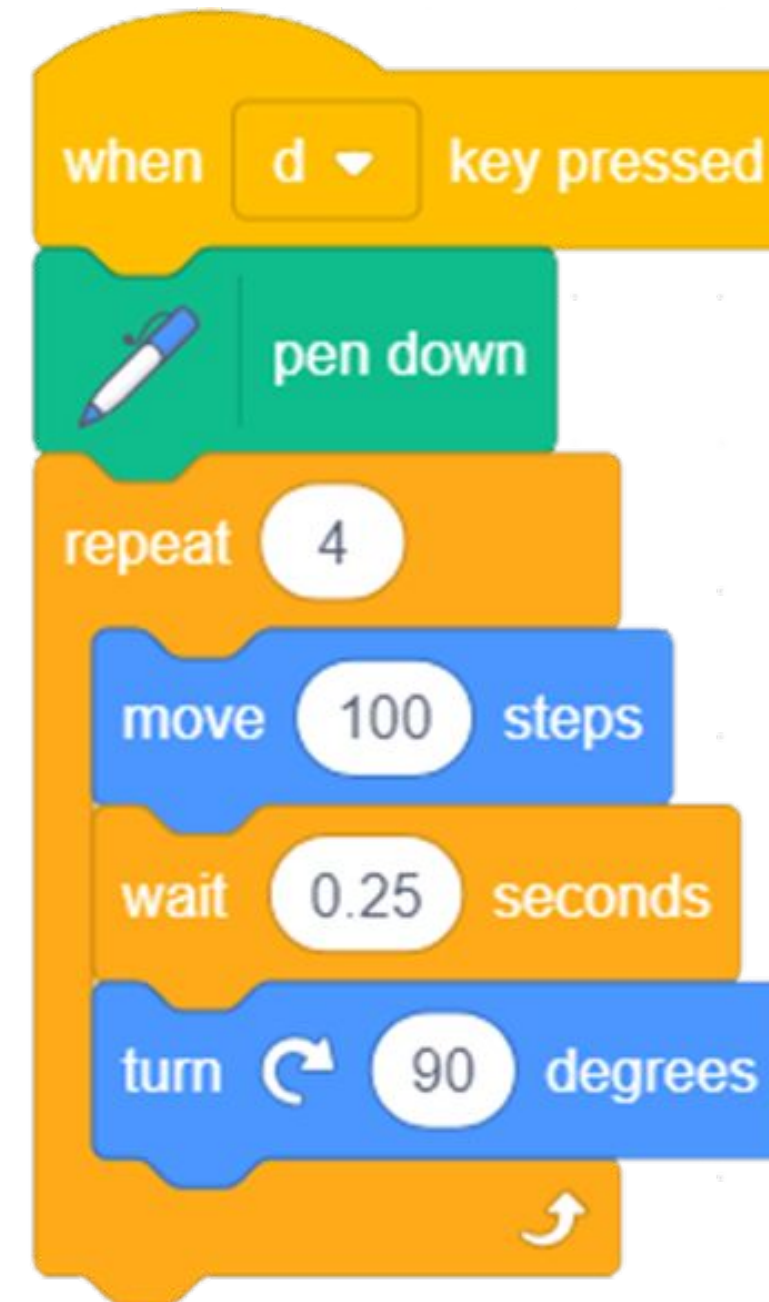 when d key pressed
pen down
repeat 4
move 100 steps
wait 0.25 seconds
turn 90 degrees